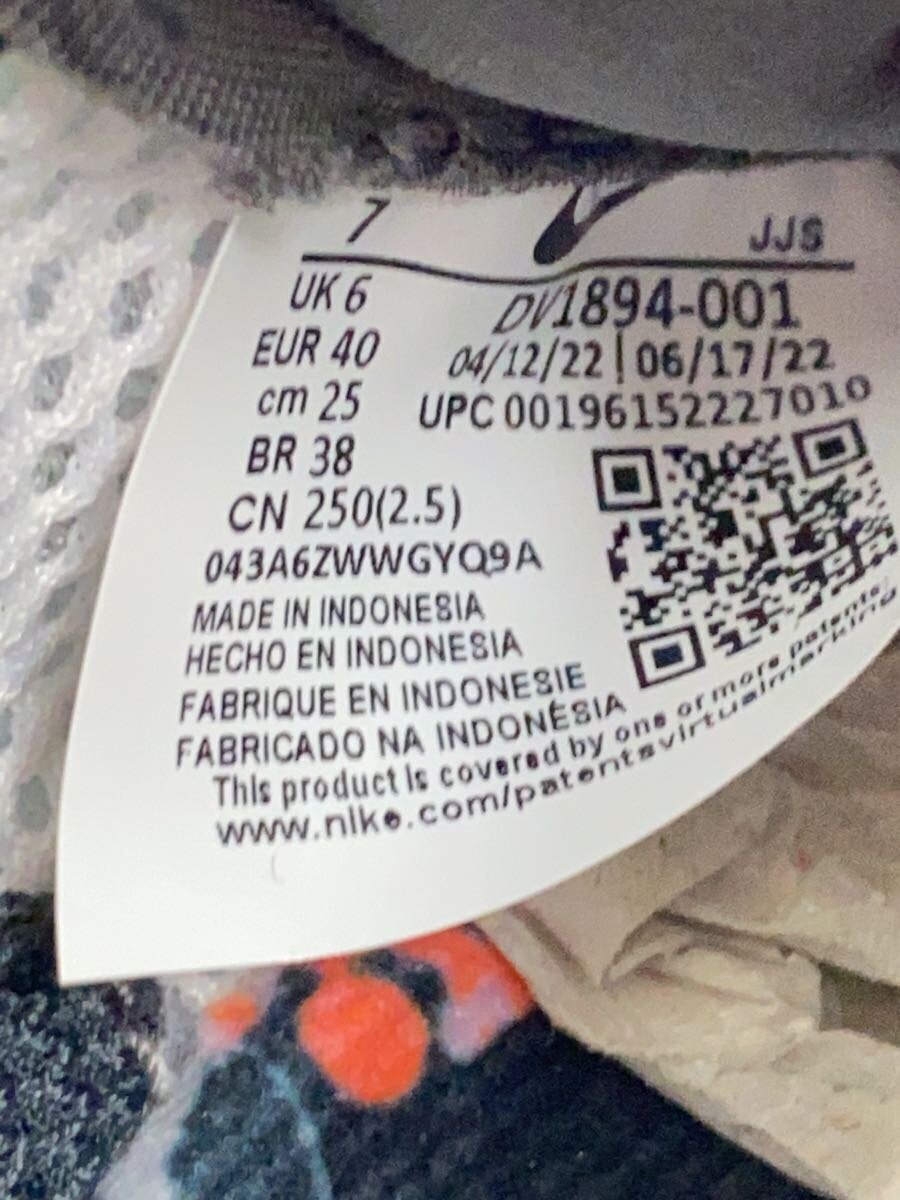 7 JJS
UK 6 DV1894-001
EUR 40 04/12/22 | 06/17/22
cm 25 UPC 00196152227010
BR 38
CN 250(2.5)
043A6ZWWGYQ9A
MADE IN INDONESIA
HECHO EN INDONESIA
FABRIQUE EN INDONESIE
FABRICADO NA INDONÉSIA
This product is covered by one or more patents.
www.nike.com/patentsvirtualmarking